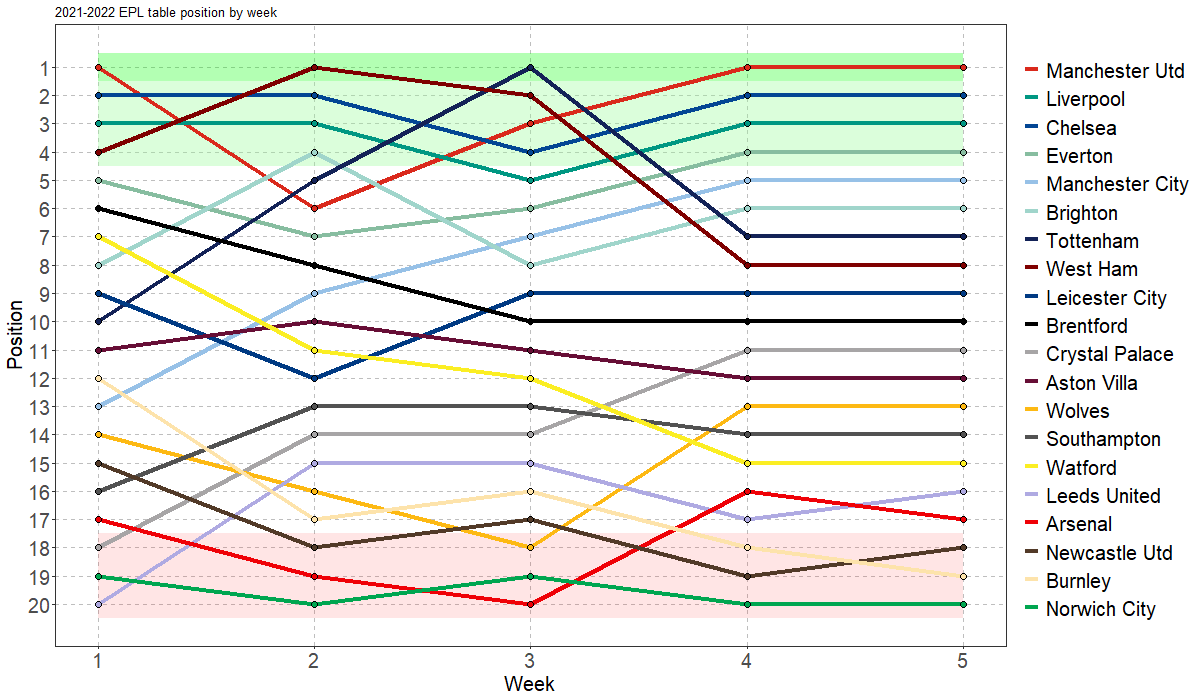 2021-2022 EPL table position by week
Position
1
2
3
4
5
6
7
8
9
10
11
12
13
14
15
16
17
18
19
20
1 2 3 4 5
Week
Manchester Utd
Liverpool
Chelsea
Everton
Manchester City
Brighton
Tottenham
West Ham
Leicester City
Brentford
Crystal Palace
Aston Villa
Wolves
Southampton
Watford
Leeds United
Arsenal
Newcastle Utd
Burnley
Norwich City